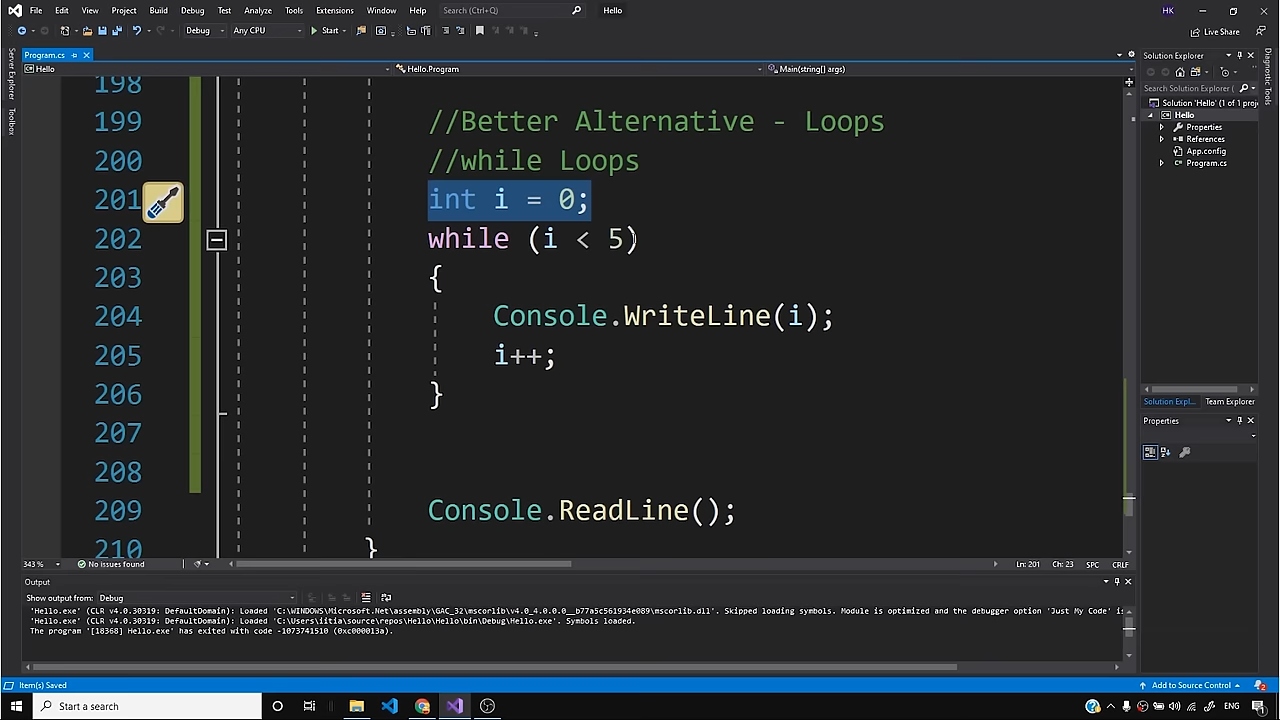 File Edit View Project Build Debug Test Analyze Tools Extensions Window Help Search (Ctrl+Q) Hello HK
Debug Any CPU Start Live Share
Program.cs
Hello Hello.Program Main(string[] args)
Server Explorer
Toolbox
198
199 //Better Alternative - Loops
200 //while Loops
201 int i = 0;
202 while (i < 5)
203 {
204 Console.WriteLine(i);
205 i++;
206 }
207
208
209 Console.ReadLine();
210 }
343 % No issues found Ln: 201 Ch: 23 SPC CRLF
Solution Explorer
Search Solution Explorer (
Solution 'Hello' (1 of 1 proj
Hello
Properties
References
App.config
Program.cs
Solution Expl... Team Explorer
Properties
Diagnostic Tools
Output
Show output from: Debug
'Hello.exe' (CLR v4.0.30319: DefaultDomain): Loaded 'C:\WINDOWS\Microsoft.Net\assembly\GAC_32\mscorlib\v4.0_4.0.0.0__b77a5c561934e089\mscorlib.dll'. Skipped loading symbols. Module is optimized and the debugger option 'Just My Code' is
'Hello.exe' (CLR v4.0.30319: DefaultDomain): Loaded 'C:\Users\iitia\source\repos\Hello\Hello\bin\Debug\Hello.exe'. Symbols loaded.
The program '[18368] Hello.exe' has exited with code -1073741510 (0xc000013a).
Item(s) Saved Add to Source Control 2
Start a search ENG